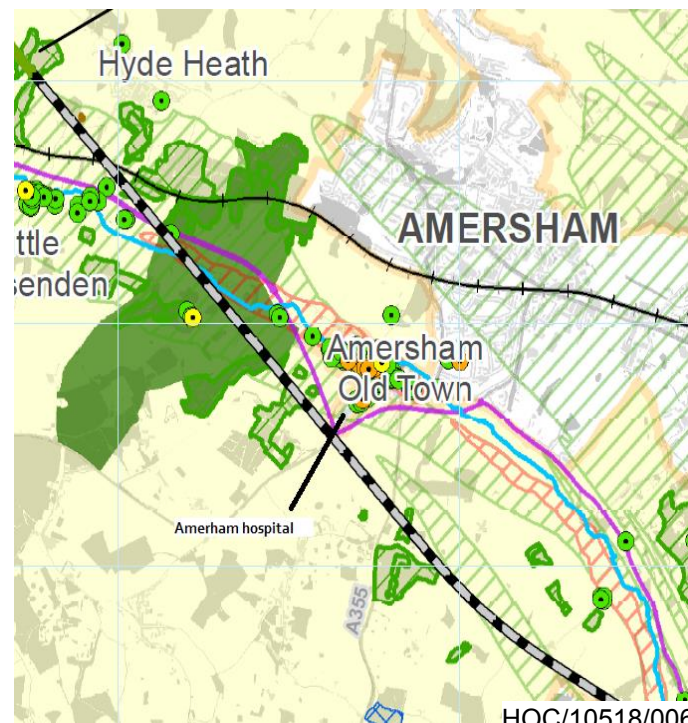 Hyde Heath
AMERSHAM
ttle
senden
Amersham
Old Town
Amerham hospital
A355
HOC/10518/006